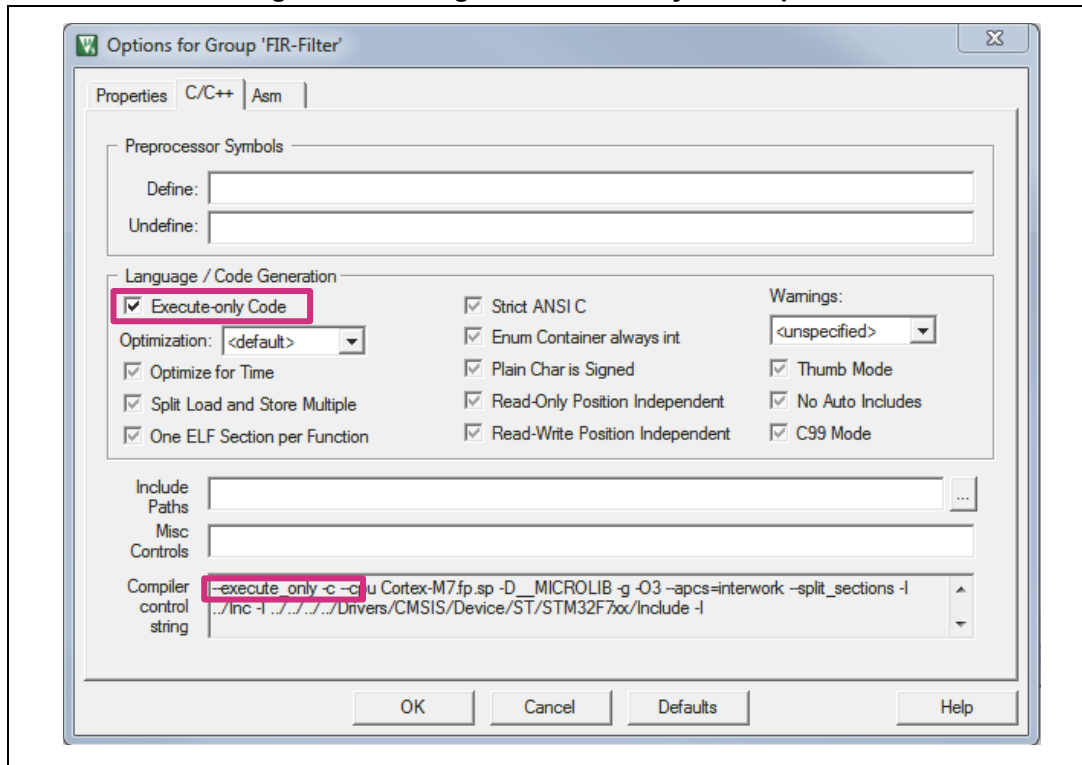 Options for Group 'FIR-Filter'
Properties C/C++ Asm
Preprocessor Symbols
Define:
Undefine:
Language / Code Generation
Execute-only Code Strict ANSI C Warnings:
Optimization: <default> Enum Container always int <unspecified>
Optimize for Time Plain Char is Signed Thumb Mode
Split Load and Store Multiple Read-Only Position Independent No Auto Includes
One ELF Section per Function Read-Write Position Independent C99 Mode
Include Paths ...
Misc Controls
Compiler control string
--execute_only -c --cpu Cortex-M7.fp.sp -D__MICROLIB -g -O3 --apcs=interwork --split_sections -I
../Inc -I ../../../../Drivers/CMSIS/Device/ST/STM32F7xx/Include -I
OK Cancel Defaults Help